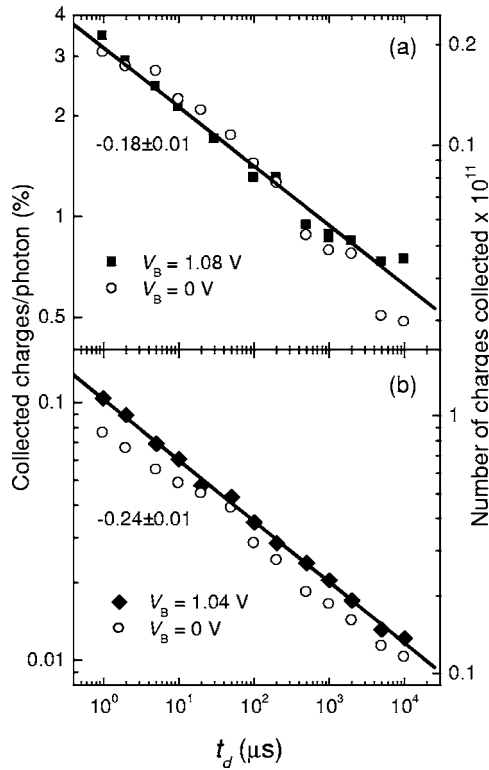 4
3
2
1
0.5
(a)
0.2
0.1
-0.18±0.01
V_B = 1.08 V
V_B = 0 V
Collected charges/photon (%)
Number of charges collected x 10^11
0.1
0.01
(b)
1
0.1
-0.24±0.01
V_B = 1.04 V
V_B = 0 V
10^0 10^1 10^2 10^3 10^4
t_d (μs)